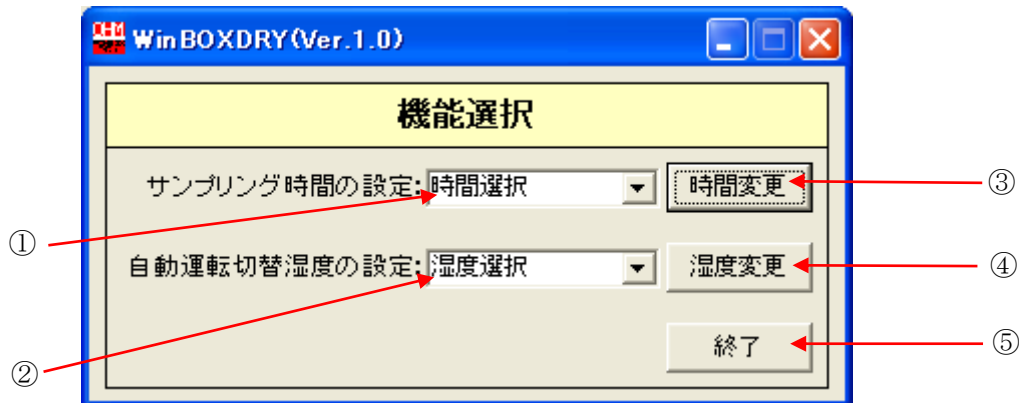 OHM WinBOXDRY(Ver.1.0)
機能選択
サンプリング時間の設定: 時間選択 時間変更 ③
①
自動運転切替湿度の設定: 湿度選択 湿度変更 ④
終了 ⑤
②